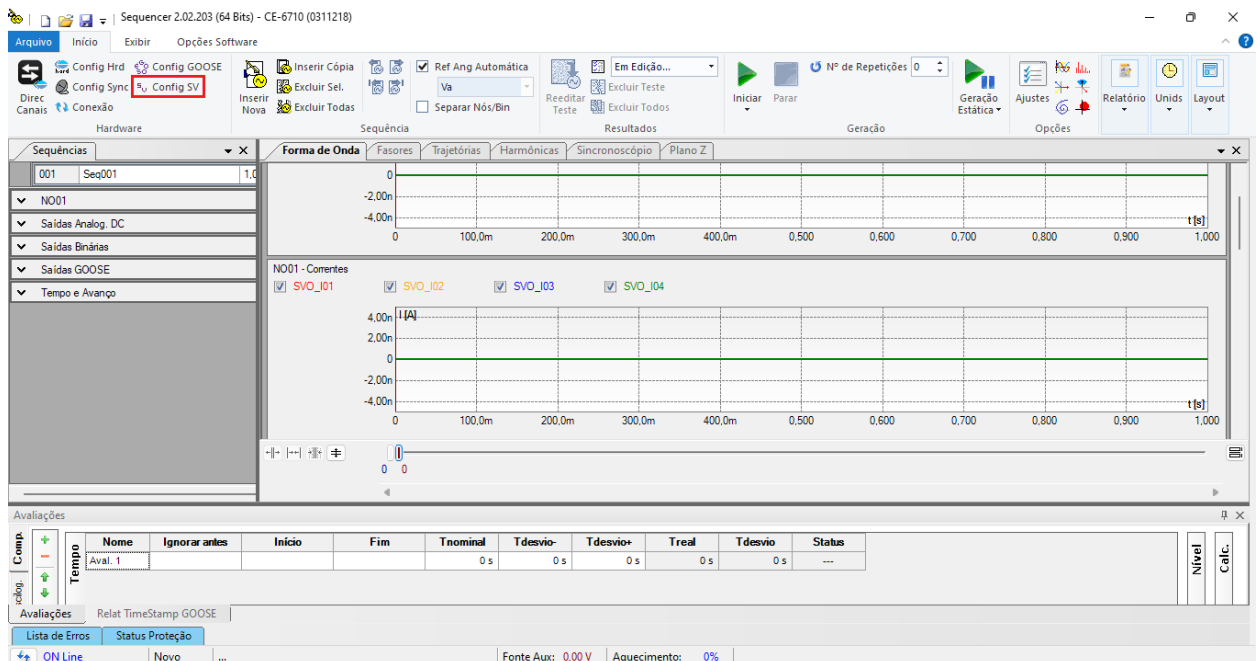 Sequencer 2.02.203 (64 Bits) - CE-6710 (0311218)
Arquivo Início Exibir Opções Software
Direc Canais
Config Hrd Config GOOSE
Config Sync Config SV
Conexão
Hardware
Inserir Nova
Inserir Cópia
Excluir Sel.
Excluir Todas
Ref Ang Automática
Va
Separar Nós/Bin
Sequência
Reeditar Teste
Em Edição...
Excluir Teste
Excluir Todos
Resultados
Iniciar Parar
Nº de Repetições 0
Geração Estática
Geração
Ajustes
Opções
Relatório Unids Layout
Sequências
001 Seq001 1,0
NO01
Saídas Analog. DC
Saídas Binárias
Saídas GOOSE
Tempo e Avanço
Forma de Onda Fasores Trajetórias Harmônicas Sincronoscópio Plano Z
0
-2,00n
-4,00n
t [s]
0 100,0m 200,0m 300,0m 400,0m 0,500 0,600 0,700 0,800 0,900 1,000
NO01 - Correntes
SVO_I01 SVO_I02 SVO_I03 SVO_I04
4,00n I [A]
2,00n
0
-2,00n
-4,00n
t [s]
0 100,0m 200,0m 300,0m 400,0m 0,500 0,600 0,700 0,800 0,900 1,000
0 0
Avaliações
Comp.
Tempo
Nome Ignorar antes Início Fim Tnominal Tdesvio- Tdesvio+ Treal Tdesvio Status
Aval. 1 0 s 0 s 0 s 0 s 0 s ---
Nível
Calc.
Avaliações Relat TimeStamp GOOSE
Lista de Erros Status Proteção
ON Line Novo ... Fonte Aux: 0,00 V Aquecimento: 0%